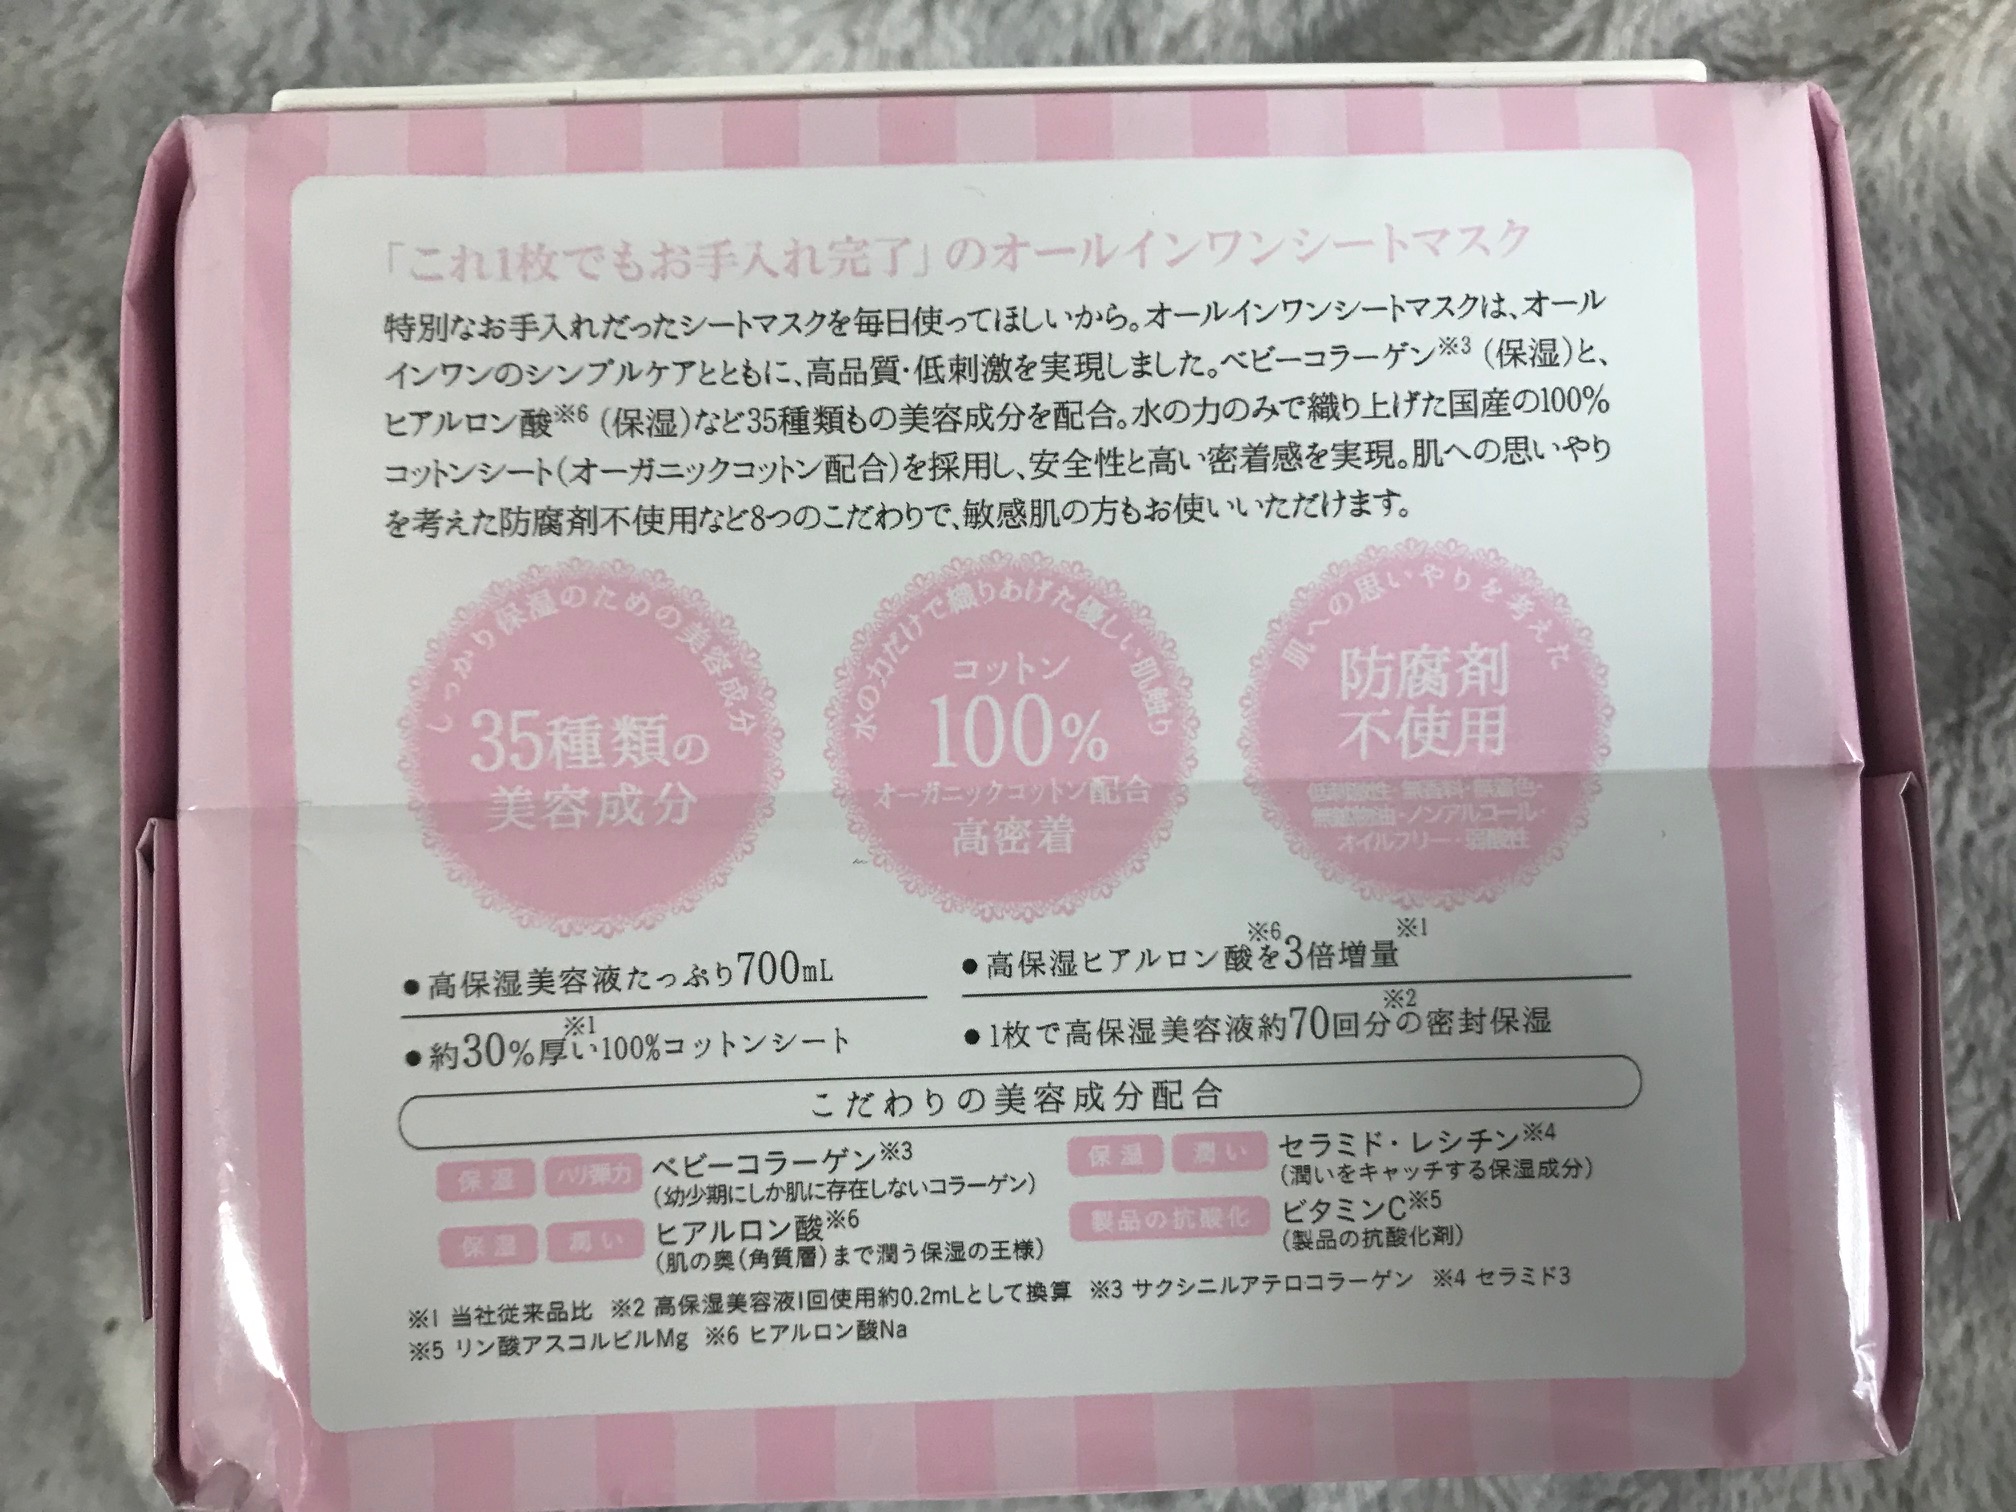 「これ1枚でもお手入れ完了」のオールインワンシートマスク
特別なお手入れだったシートマスクを毎日使ってほしいから。オールインワンシートマスクは、オール
インワンのシンプルケアとともに、高品質・低刺激を実現しました。ベビーコラーゲン※3（保湿）と、
ヒアルロン酸※6（保湿）など35種類もの美容成分を配合。水の力のみで織り上げた国産の100%
コットンシート（オーガニックコットン配合）を採用し、安全性と高い密着感を実現。肌への思いやり
を考えた防腐剤不使用など8つのこだわりで、敏感肌の方もお使いいただけます。
しっかり保湿のための美容成分
35種類の
美容成分
水の力だけで織りあげた優しい肌触り
コットン
100%
オーガニックコットン配合
高密着
肌への思いやりを考えた
防腐剤
不使用
低刺激性・無香料・無着色・
無鉱物油・ノンアルコール・
オイルフリー・弱酸性
●高保湿美容液たっぷり700mL
●高保湿ヒアルロン酸※6を3倍増量※1
●約30%厚い※1 100%コットンシート
●1枚で高保湿美容液約70回分※2の密封保湿
こだわりの美容成分配合
保湿 ハリ弾力 ベビーコラーゲン※3
（幼少期にしか肌に存在しないコラーゲン）
保湿 潤い セラミド・レシチン※4
（潤いをキャッチする保湿成分）
保湿 潤い ヒアルロン酸※6
（肌の奥（角質層）まで潤う保湿の王様）
製品の抗酸化 ビタミンC※5
（製品の抗酸化剤）
※1 当社従来品比 ※2 高保湿美容液1回使用約0.2mLとして換算 ※3 サクシニルアテロコラーゲン ※4 セラミド3
※5 リン酸アスコルビルMg ※6 ヒアルロン酸Na